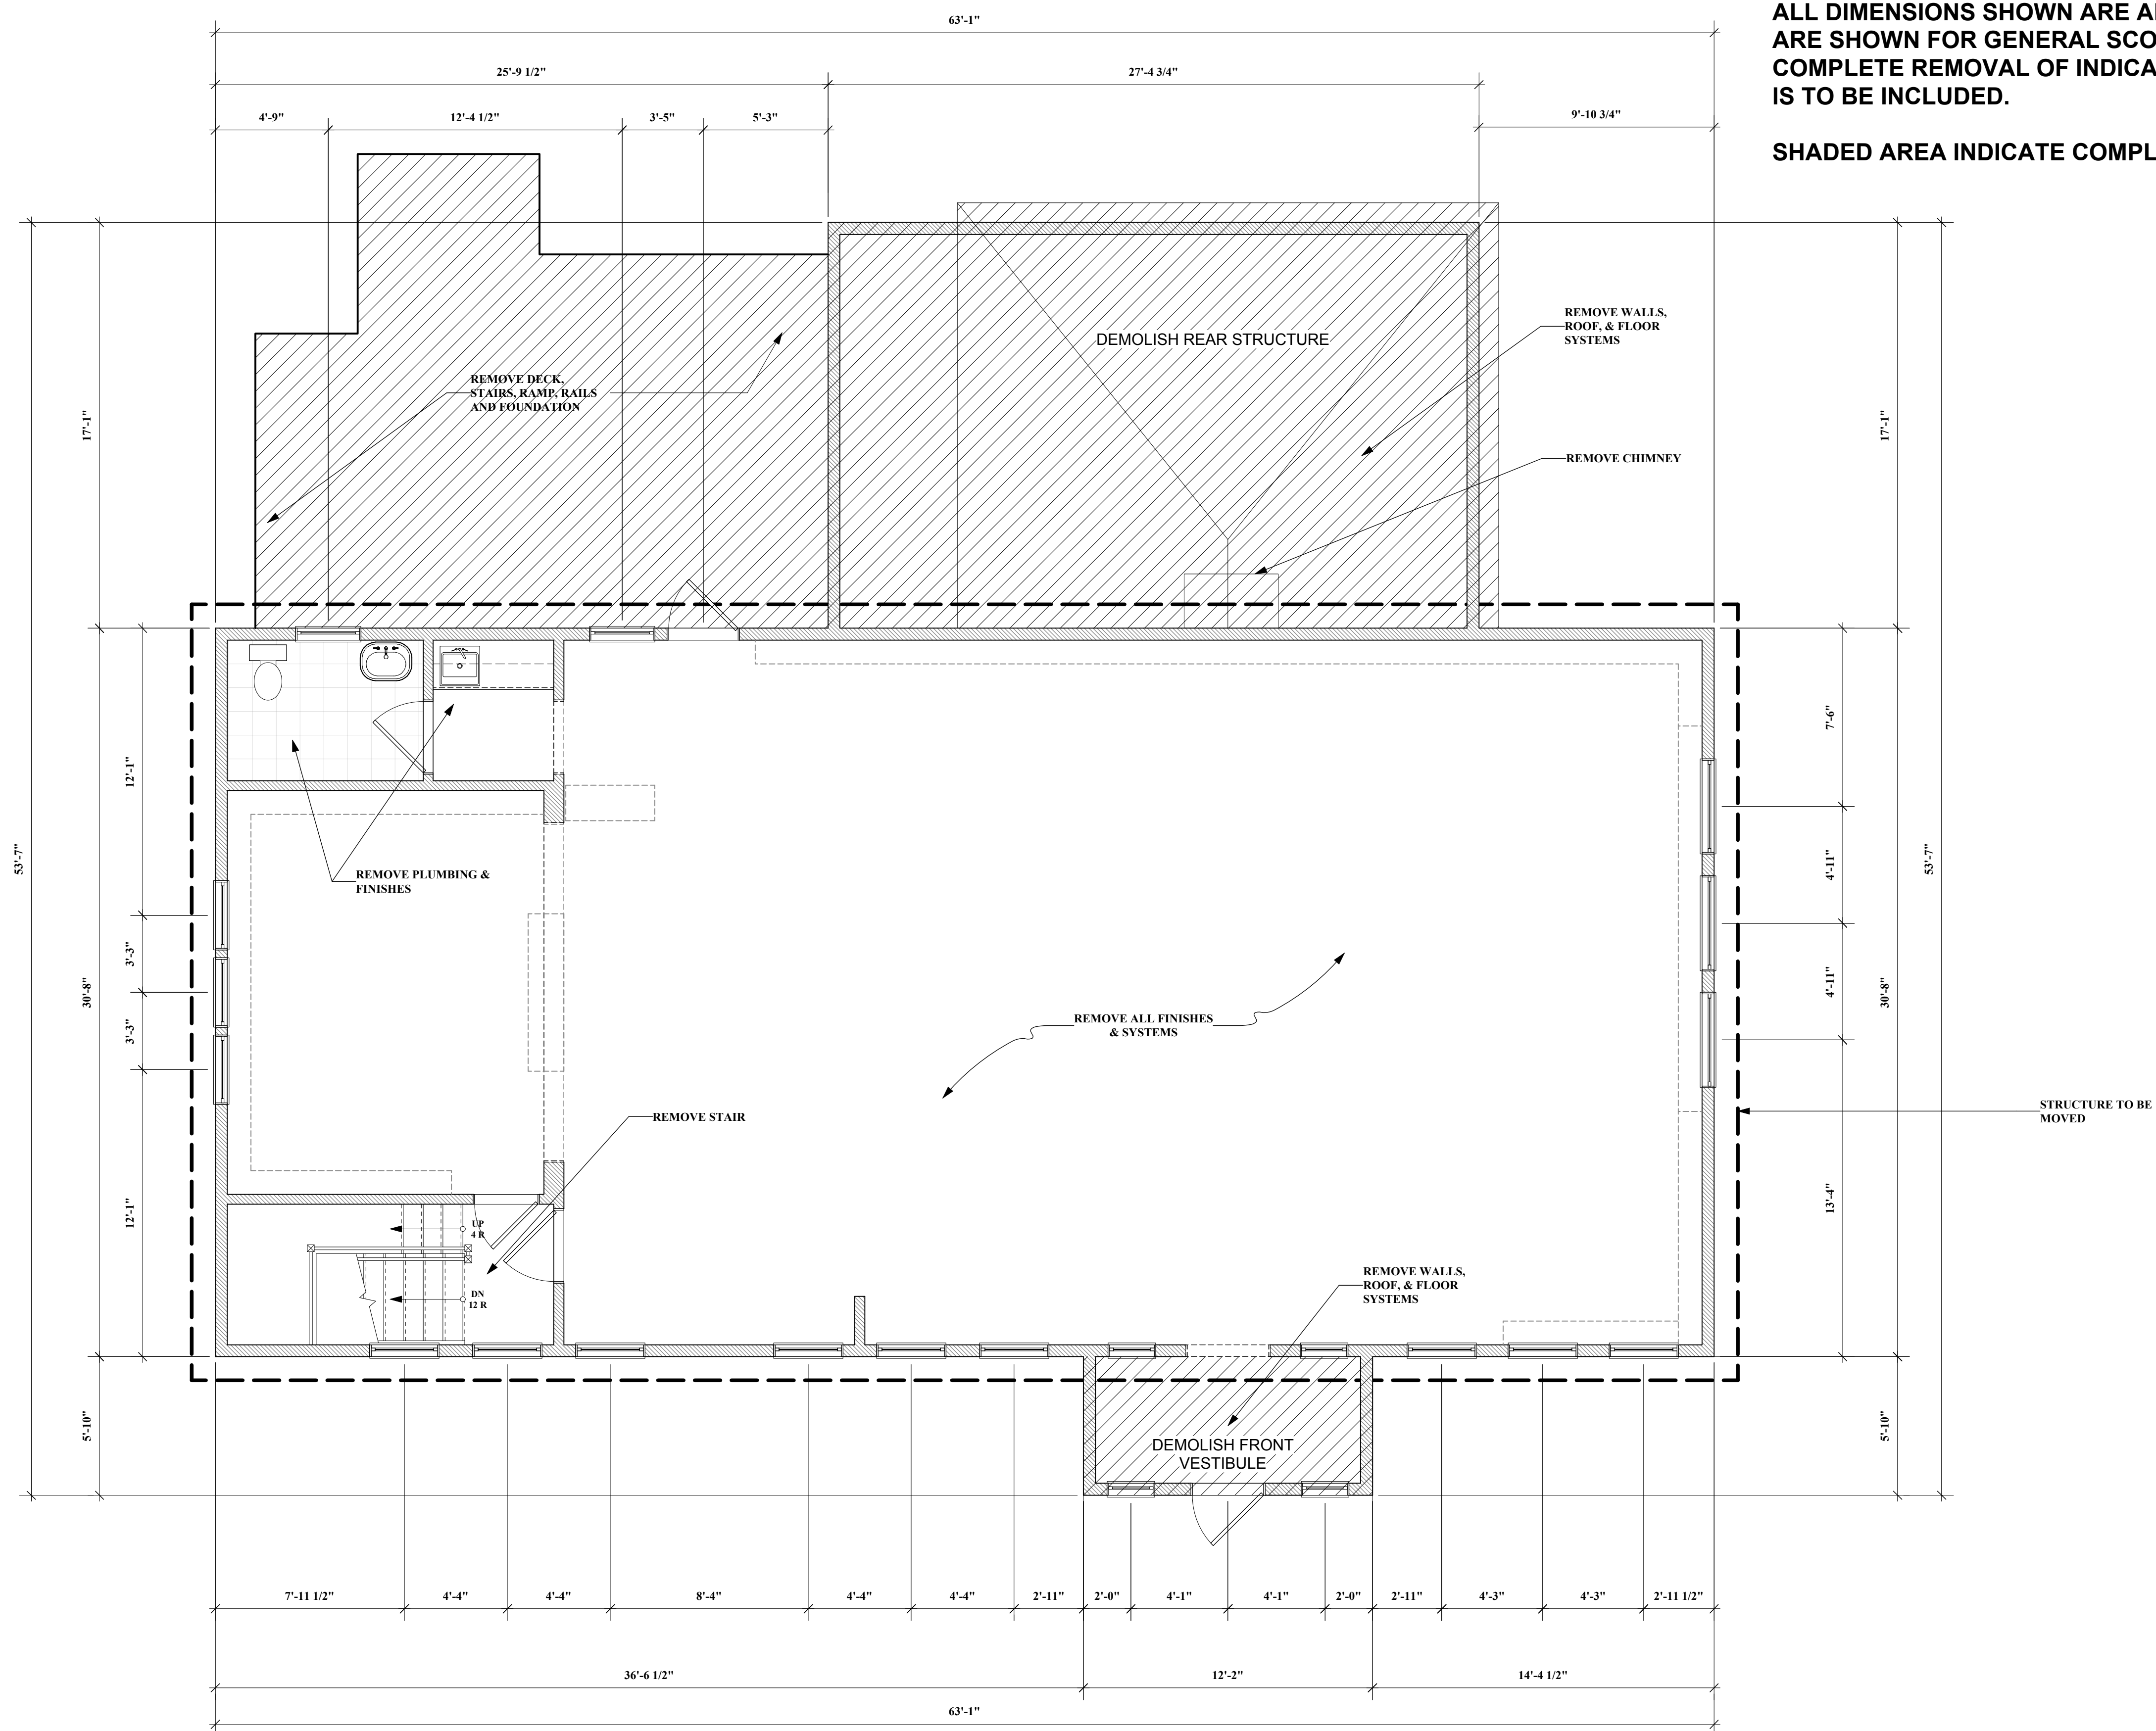 63'-1"
ALL DIMENSIONS SHOWN ARE
ARE SHOWN FOR GENERAL
COMPLETE REMOVAL OF
IS TO BE INCLUDED.
SHADED AREA INDICATE
25'-9 1/2"
27'-4 3/4"
4'-9"
12'-4 1/2"
3'-5"
5'-3"
9'-10 3/4"
REMOVE WALLS,
ROOF, & FLOOR
SYSTEMS
DEMOLISH REAR STRUCTURE
REMOVE DECK,
STAIRS, RAMP, RAILS
AND FOUNDATION
17'-1"
17'-1"
REMOVE CHIMNEY
7'-6"
12'-1"
53'-7"
4'-11"
53'-7"
REMOVE PLUMBING &
FINISHES
3'-3"
30'-8"
4'-11"
30'-8"
3'-3"
REMOVE ALL FINISHES
& SYSTEMS
STRUCTURE TO BE
MOVED
REMOVE STAIR
12'-1"
13'-4"
UP
4 R
DN
12 R
REMOVE WALLS,
ROOF, & FLOOR
SYSTEMS
5'-10"
5'-10"
DEMOLISH FRONT
VESTIBULE
7'-11 1/2"
4'-4"
4'-4"
8'-4"
4'-4"
4'-4"
2'-11"
2'-0"
4'-1"
4'-1"
2'-0"
2'-11"
4'-3"
4'-3"
2'-11 1/2"
36'-6 1/2"
12'-2"
14'-4 1/2"
63'-1"